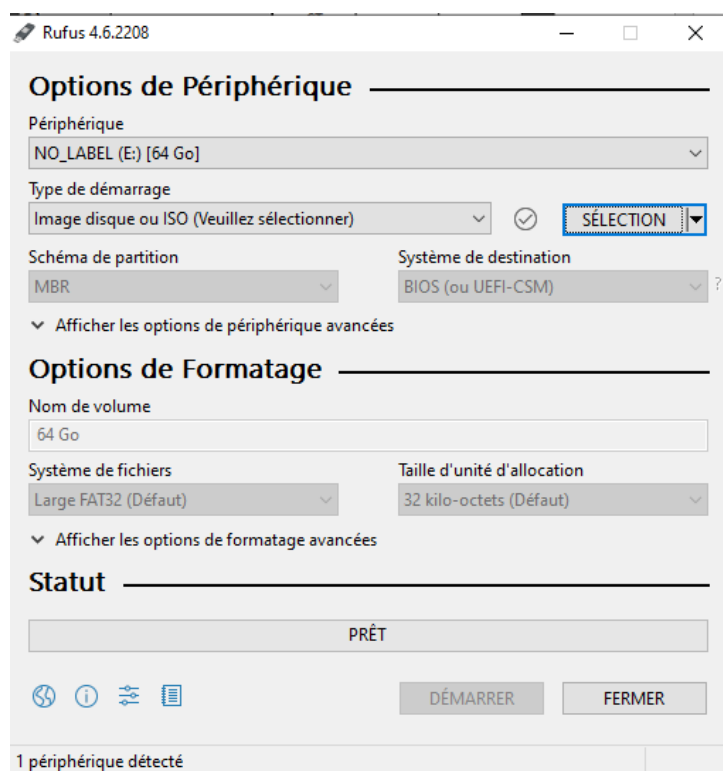 Rufus 4.6.2208
Options de Périphérique
Périphérique
NO_LABEL (E:) [64 Go]
Type de démarrage
Image disque ou ISO (Veuillez sélectionner)
SÉLECTION
Schéma de partition
Système de destination
MBR
BIOS (ou UEFI-CSM)
?
Afficher les options de périphérique avancées
Options de Formatage
Nom de volume
64 Go
Système de fichiers
Taille d'unité d'allocation
Large FAT32 (Défaut)
32 kilo-octets (Défaut)
Afficher les options de formatage avancées
Statut
PRÊT
DÉMARRER
FERMER
1 périphérique détecté